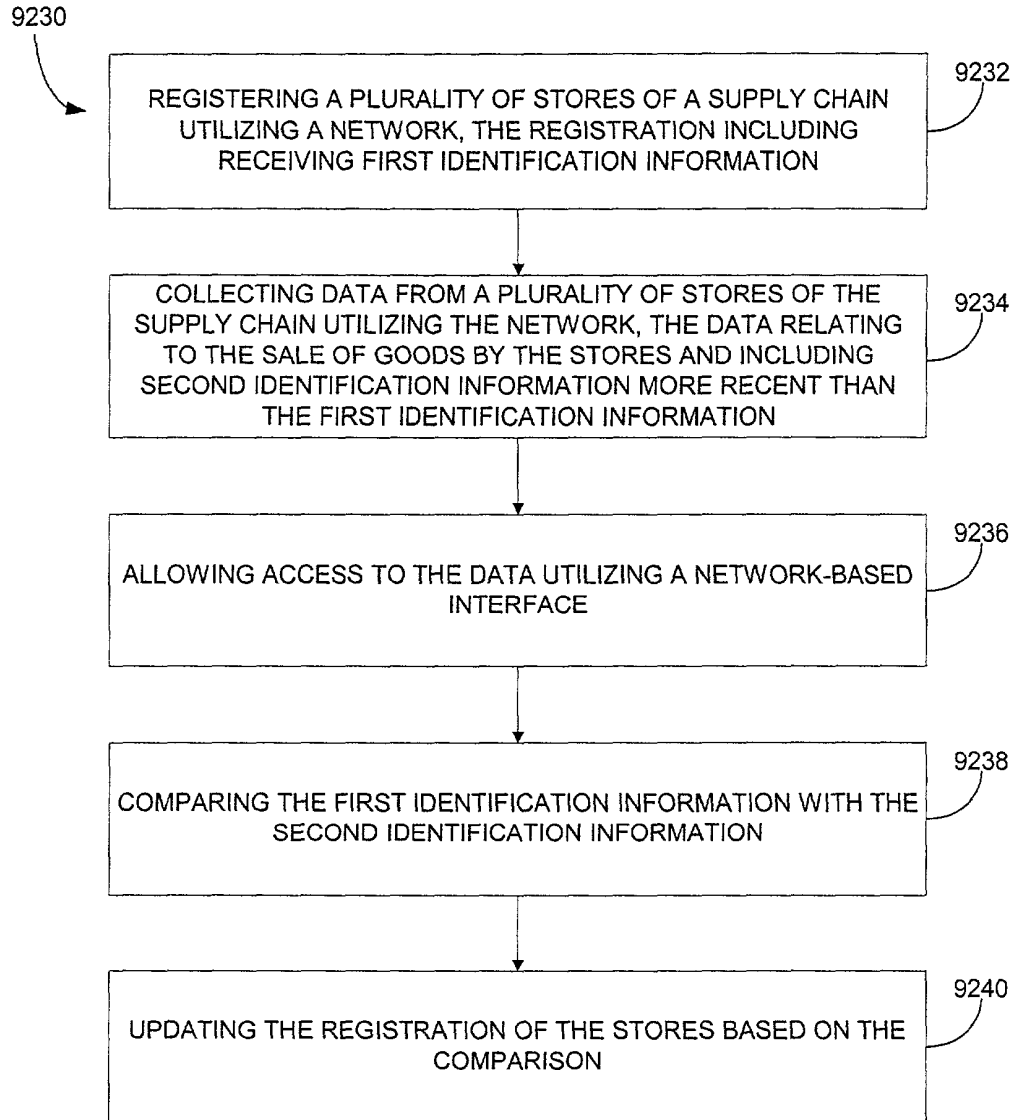 9230
REGISTERING A PLURALITY OF STORES OF A SUPPLY CHAIN
UTILIZING A NETWORK, THE REGISTRATION INCLUDING
RECEIVING FIRST IDENTIFICATION INFORMATION
9232
COLLECTING DATA FROM A PLURALITY OF STORES OF THE
SUPPLY CHAIN UTILIZING THE NETWORK, THE DATA RELATING
TO THE SALE OF GOODS BY THE STORES AND INCLUDING
SECOND IDENTIFICATION INFORMATION MORE RECENT THAN
THE FIRST IDENTIFICATION INFORMATION
9234
ALLOWING ACCESS TO THE DATA UTILIZING A NETWORK-BASED
INTERFACE
9236
COMPARING THE FIRST IDENTIFICATION INFORMATION WITH THE
SECOND IDENTIFICATION INFORMATION
9238
UPDATING THE REGISTRATION OF THE STORES BASED ON THE
COMPARISON
9240